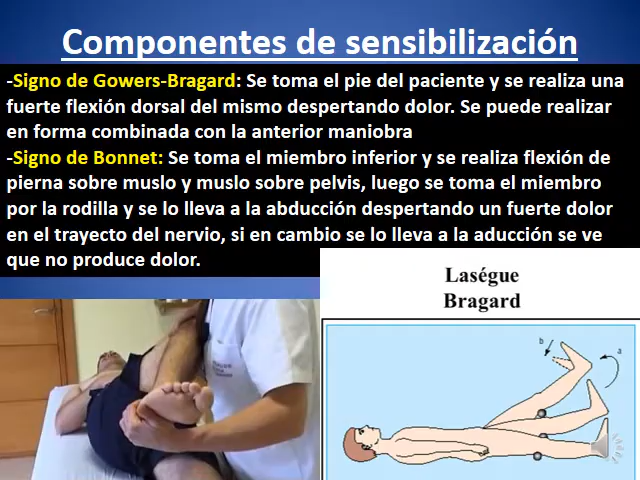 Componentes de sensibilización
-Signo de Gowers-Bragard: Se toma el pie del paciente y se realiza una
fuerte flexión dorsal del mismo despertando dolor. Se puede realizar
en forma combinada con la anterior maniobra
-Signo de Bonnet: Se toma el miembro inferior y se realiza flexión de
pierna sobre muslo y muslo sobre pelvis, luego se toma el miembro
por la rodilla y se lo lleva a la abducción despertando un fuerte dolor
en el trayecto del nervio, si en cambio se lo lleva a la aducción se ve
que no produce dolor.
Laségue
Bragard
b
a